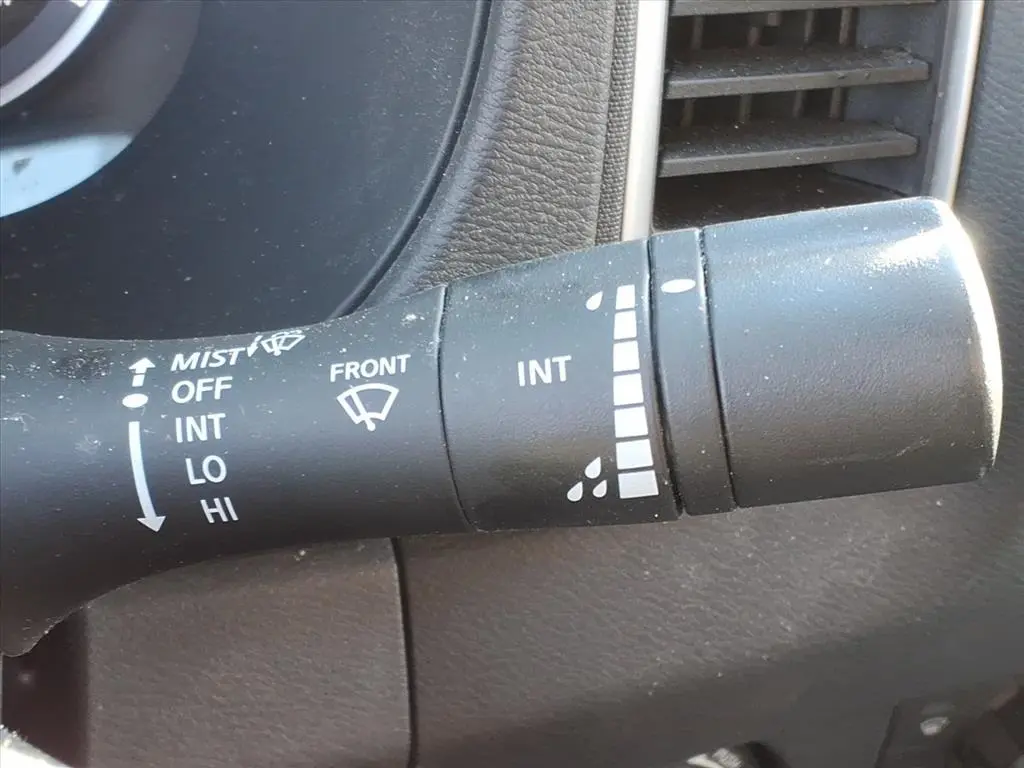 MIST
OFF
INT
LO
HI
FRONT
INT